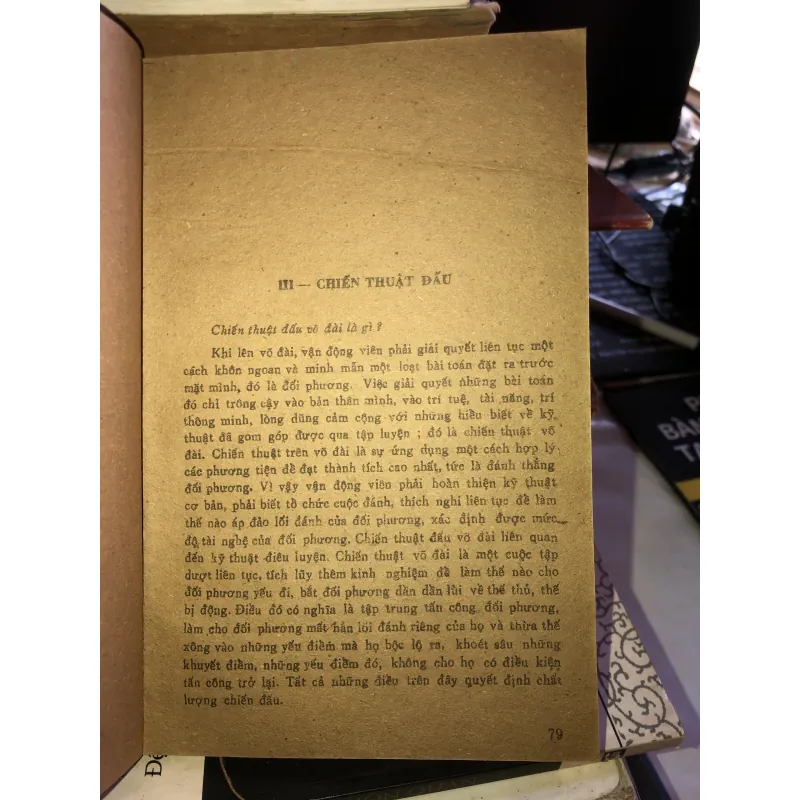 III — CHIẾN THUẬT ĐẤU
Chiến thuật đấu võ đài là gì?
Khi lên võ đài, vận động viên phải giải quyết liên tục một
cách khôn ngoan và minh mẫn một loạt bài toán đặt ra trước
mặt mình, đó là đối phương. Việc giải quyết những bài toán
đó chỉ trông cậy vào bản thân mình, vào trí tuệ, tài năng, trí
thông minh, lòng dũng cảm cộng với những hiểu biết về kỹ
thuật đã gom góp được qua tập luyện ; đó là chiến thuật võ
đài. Chiến thuật trên võ đài là sự ứng dụng một cách hợp lý
các phương tiện để đạt thành tích cao nhất, tức là đánh thắng
đối phương. Vì vậy vận động viên phải hoàn thiện kỹ thuật
cơ bản, phải biết tổ chức cuộc đánh, thích nghi liên tục để làm
thế nào áp đảo lối đánh của đối phương, xác định được mức
độ tài nghệ của đối phương. Chiến thuật đấu võ đài liên quan
đến kỹ thuật điêu luyện. Chiến thuật võ đài là một cuộc tập
dượt liên tục, tích lũy thêm kinh nghiệm để làm thế nào cho
đối phương yếu đi, bắt đối phương dần dần lùi về thế thủ, thế
bị động. Điều đó có nghĩa là tập trung tấn công đối phương,
làm cho đối phương mất hẳn lối đánh riêng của họ và thừa thế
xông vào những yếu điểm mà họ bộc lộ ra, khoét sâu những
khuyết điểm, những yếu điểm đó, không cho họ có điều kiện
tấn công trở lại. Tất cả những điều trên đây quyết định chất
lượng chiến đấu.
79